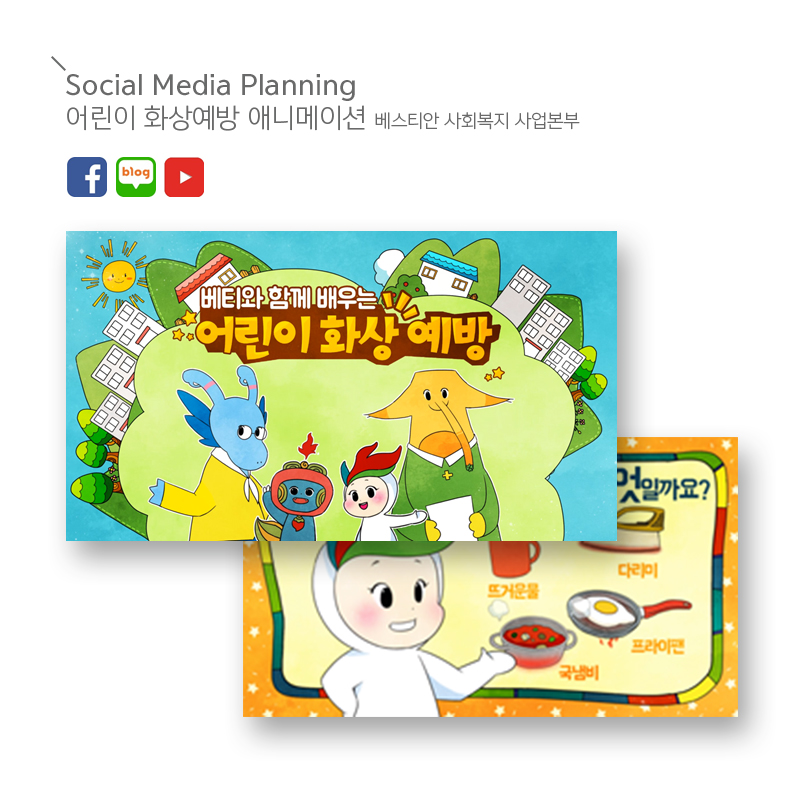 Social Media Planning
어린이 화상예방 애니메이션 베스티안 사회복지 사업본부
f blog
베티와 함께 배우는
어린이 화상 예방
엇일까요?
다리미
뜨거운물
프라이팬
국냄비